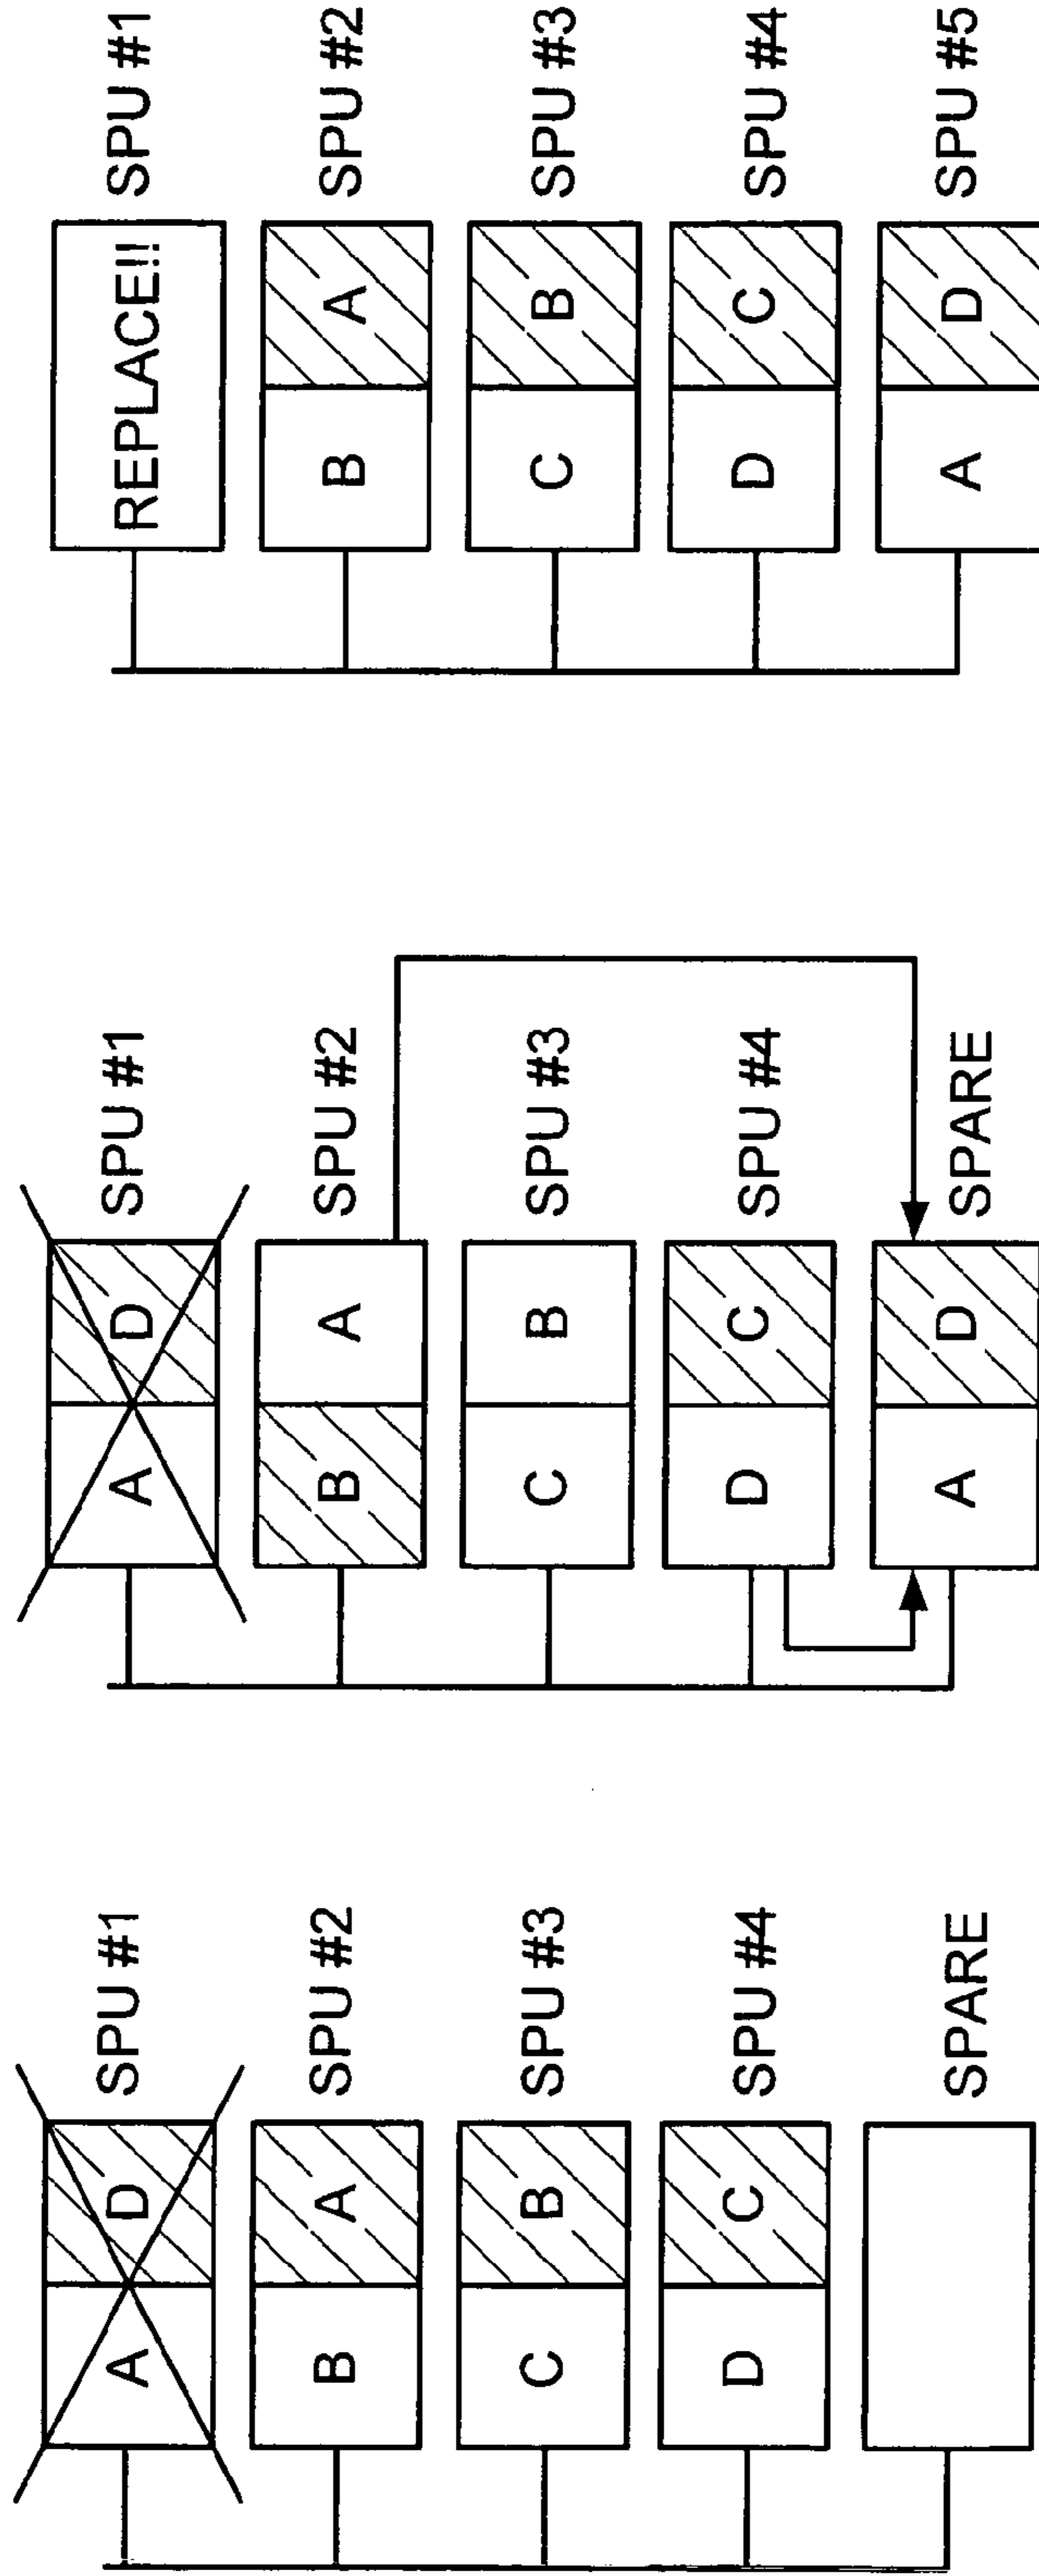 A D SPU #1
B A SPU #2
C B SPU #3
D C SPU #4
SPARE
A D SPU #1
B A SPU #2
C B SPU #3
D C SPU #4
A D SPARE
REPLACE!!! SPU #1
B A SPU #2
C B SPU #3
D C SPU #4
A D SPU #5